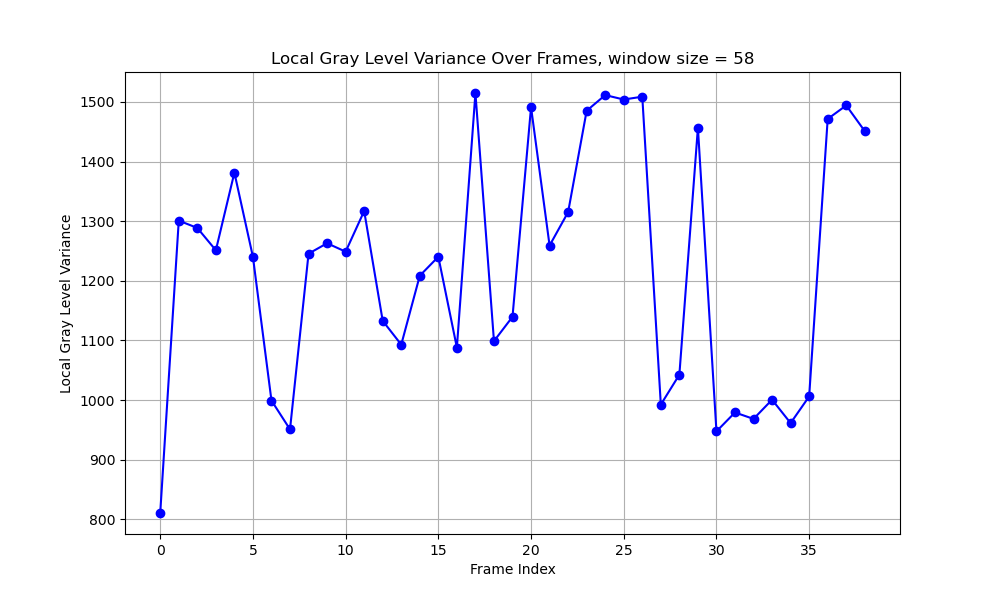 Local Gray Level Variance Over Frames, window size = 58
1500
1400
1300
1200
1100
1000
900
800
Local Gray Level Variance
0 5 10 15 20 25 30 35
Frame Index